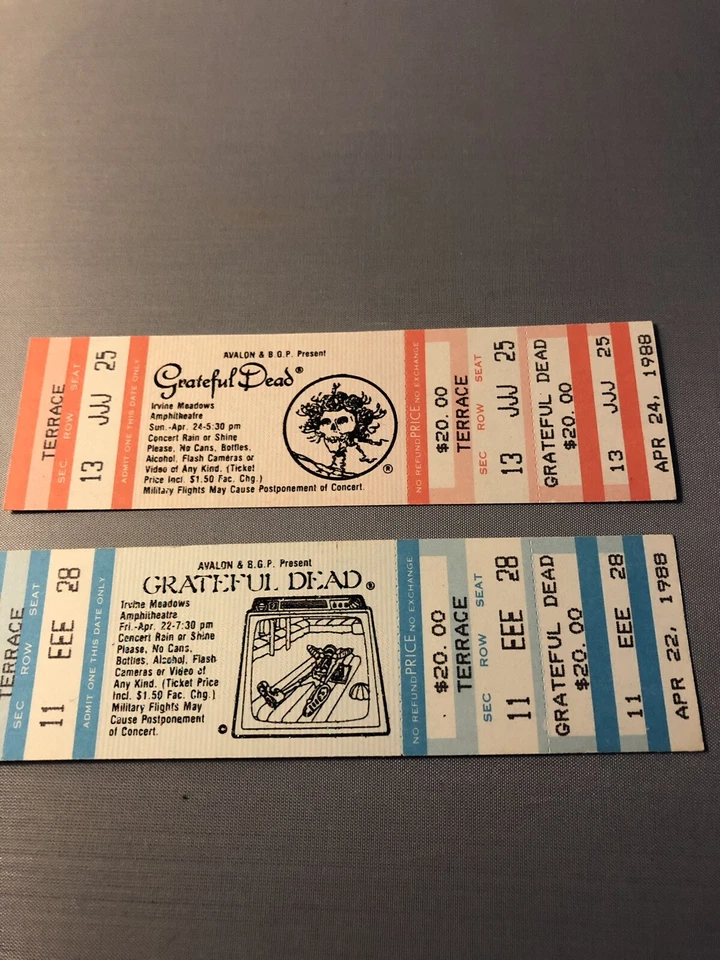 TERRACE
SEC ROW SEAT
13 JJJ 25
ADMIT ONE THIS DATE ONLY
AVALON & B.G.P. Present
Grateful Dead®
Irvine Meadows
Amphitheatre
Sun.-Apr. 24-5:30 pm
Concert Rain or Shine
Please, No Cans, Bottles,
Alcohol, Flash Cameras or
Video of Any Kind. (Ticket
Price Incl. $1.50 Fac. Chg.)
Military Flights May Cause Postponement of Concert.
®
NO REFUND PRICE NO EXCHANGE
$20.00
TERRACE
SEC ROW SEAT
13 JJJ 25
GRATEFUL DEAD
$20.00
13 JJJ 25
APR 24, 1988
TERRACE
SEC ROW SEAT
11 EEE 28
ADMIT ONE THIS DATE ONLY
AVALON & B.G.P. Present
GRATEFUL DEAD®
Irvine Meadows
Amphitheatre
Fri.-Apr. 22-7:30 pm
Concert Rain or Shine
Please, No Cans,
Bottles, Alcohol, Flash
Cameras or Video of
Any Kind. (Ticket Price
Incl. $1.50 Fac. Chg.)
Military Flights May
Cause Postponement
of Concert.
NO REFUND PRICE NO EXCHANGE
$20.00
TERRACE
SEC ROW SEAT
11 EEE 28
GRATEFUL DEAD
$20.00
11 EEE 28
APR 22, 1988